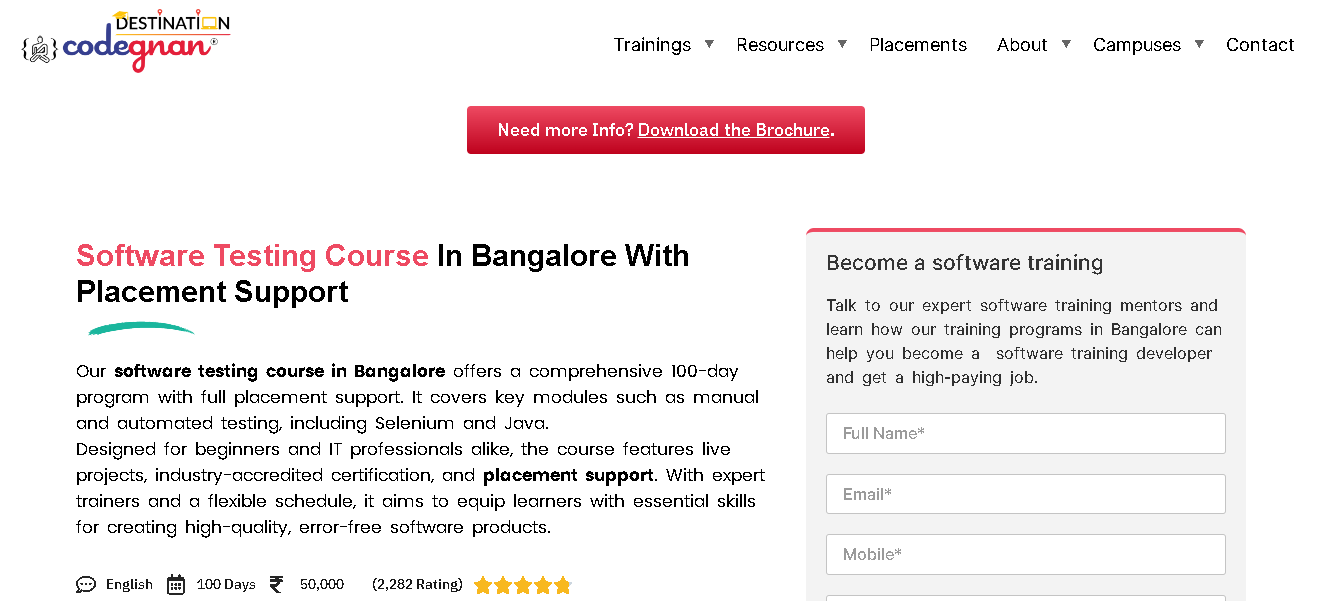 DESTINATION
codegnan®
Trainings ▼ Resources ▼ Placements About ▼ Campuses ▼ Contact
Need more Info? Download the Brochure.
Software Testing Course In Bangalore With
Placement Support
Our software testing course in Bangalore offers a comprehensive 100-day
program with full placement support. It covers key modules such as manual
and automated testing, including Selenium and Java.
Designed for beginners and IT professionals alike, the course features live
projects, industry-accredited certification, and placement support. With expert
trainers and a flexible schedule, it aims to equip learners with essential skills
for creating high-quality, error-free software products.
English 100 Days ₹ 50,000 (2,282 Rating)
Become a software training
Talk to our expert software training mentors and
learn how our training programs in Bangalore can
help you become a software training developer
and get a high-paying job.
Full Name*
Email*
Mobile*